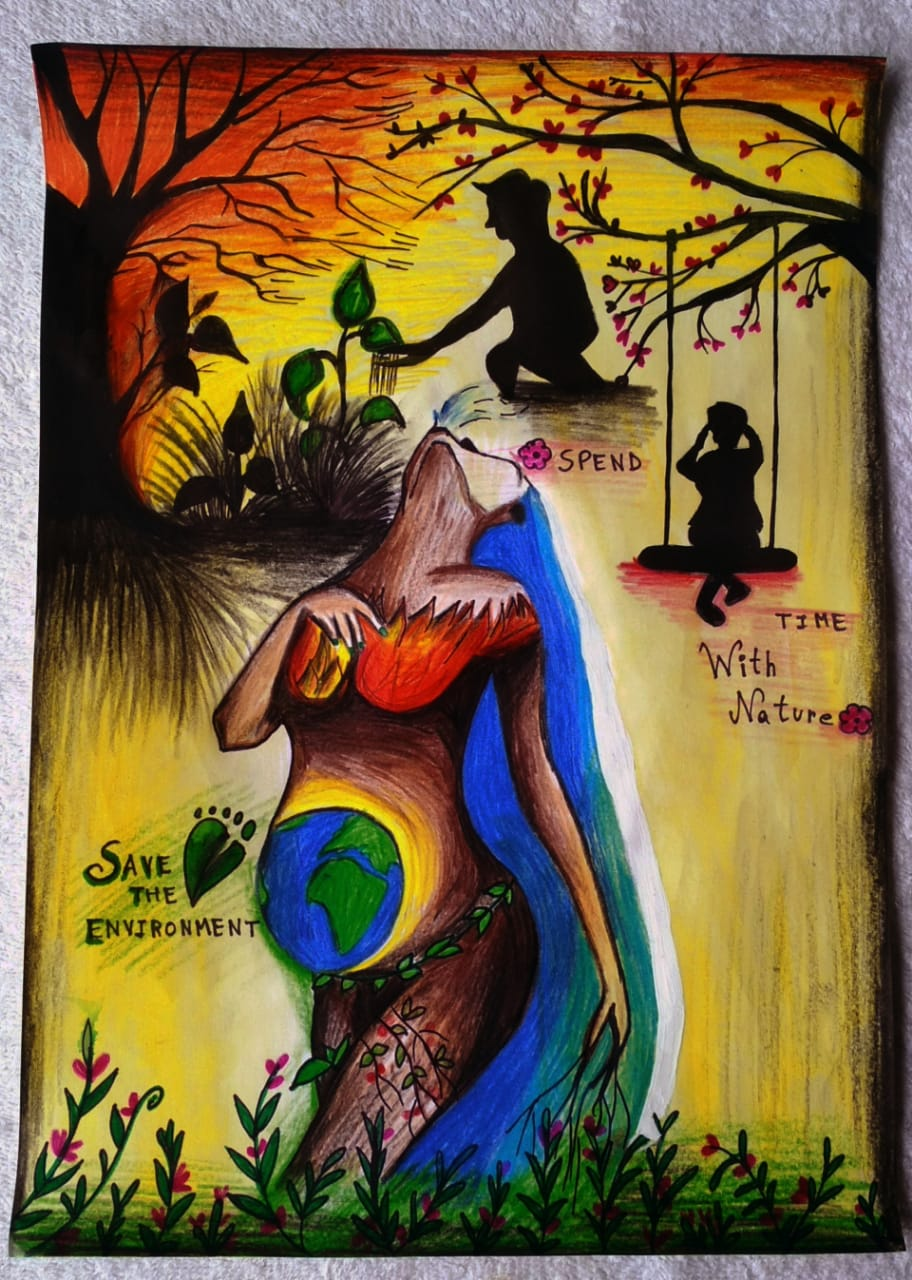 SPEND
TIME
With
Nature
SAVE
THE
ENVIRONMENT